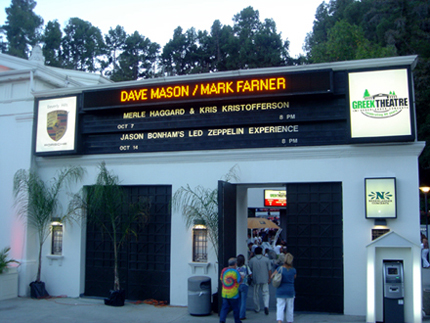 DAVE MASON / MARK FARNER
MERLE HAGGARD & KRIS KRISTOFFERSON
OCT 7 8 PM
JASON BONHAM'S LED ZEPPELIN EXPERIENCE
OCT 14 8 PM
GREEK THEATRE
N